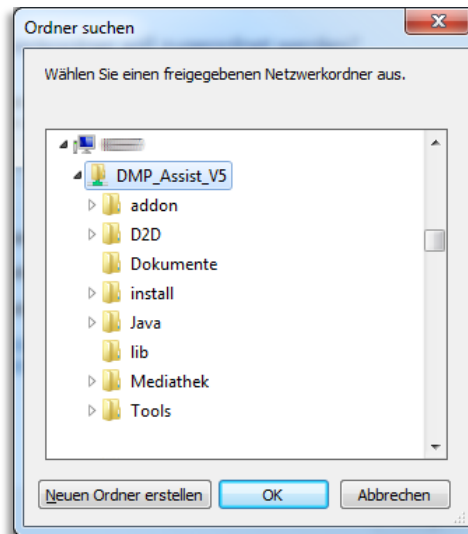 Ordner suchen
Wählen Sie einen freigegebenen Netzwerkordner aus.
DMP_Assist_V5
addon
D2D
Dokumente
install
Java
lib
Mediathek
Tools
Neuen Ordner erstellen OK Abbrechen